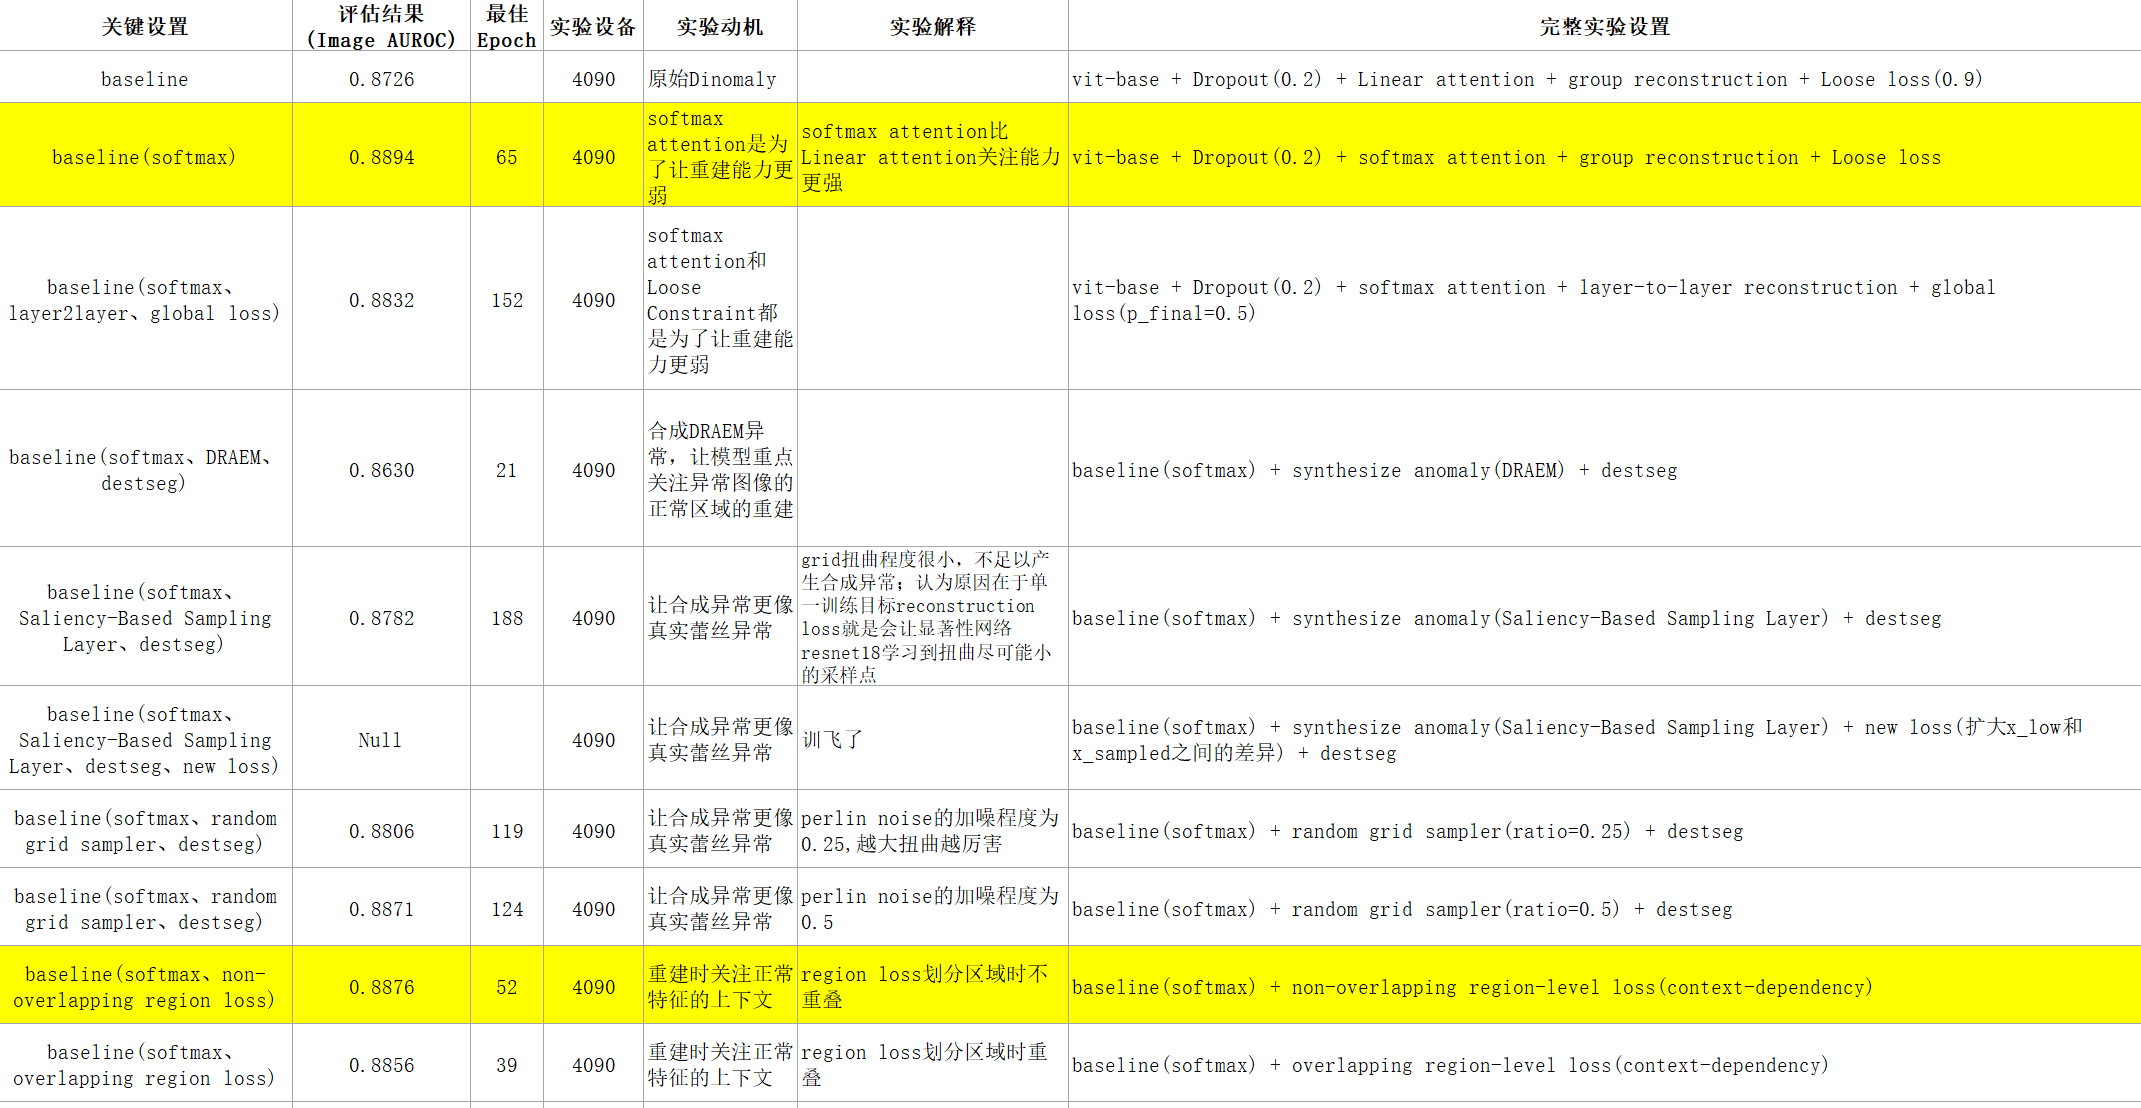 关键设置
评估结果
(Image AUROC)
最佳
Epoch
实验设备
实验动机
实验解释
完整实验设置
baseline
0.8726
4090
原始Dinomaly
vit-base + Dropout(0.2) + Linear attention + group reconstruction + Loose loss(0.9)
baseline(softmax)
0.8894
65
4090
softmax
attention是为
了让重建能力更
弱
softmax attention比
Linear attention关注能力
更强
vit-base + Dropout(0.2) + softmax attention + group reconstruction + Loose loss
baseline(softmax、
layer2layer、global loss)
0.8832
152
4090
softmax
attention和
Loose
Constraint都
是为了让重建能
力更弱
vit-base + Dropout(0.2) + softmax attention + layer-to-layer reconstruction + global
loss(p_final=0.5)
baseline(softmax、DRAEM、
destseg)
0.8630
21
4090
合成DRAEM异
常，让模型重点
关注异常图像的
正常区域的重建
baseline(softmax) + synthesize anomaly(DRAEM) + destseg
baseline(softmax、
Saliency-Based Sampling
Layer、destseg)
0.8782
188
4090
让合成异常更像
真实蕾丝异常
grid扭曲程度很小，不足以产
生合成异常；认为原因在于单
一训练目标reconstruction
loss就是会让显著性网络
resnet18学习到扭曲尽可能小
的采样点
baseline(softmax) + synthesize anomaly(Saliency-Based Sampling Layer) + destseg
baseline(softmax、
Saliency-Based Sampling
Layer、destseg、new loss)
Null
4090
让合成异常更像
真实蕾丝异常
训飞了
baseline(softmax) + synthesize anomaly(Saliency-Based Sampling Layer) + new loss(扩大x_low和
x_sampled之间的差异) + destseg
baseline(softmax、random
grid sampler、destseg)
0.8806
119
4090
让合成异常更像
真实蕾丝异常
perlin noise的加噪程度为
0.25,越大扭曲越厉害
baseline(softmax) + random grid sampler(ratio=0.25) + destseg
baseline(softmax、random
grid sampler、destseg)
0.8871
124
4090
让合成异常更像
真实蕾丝异常
perlin noise的加噪程度为
0.5
baseline(softmax) + random grid sampler(ratio=0.5) + destseg
baseline(softmax、non-
overlapping region loss)
0.8876
52
4090
重建时关注正常
特征的上下文
region loss划分区域时不
重叠
baseline(softmax) + non-overlapping region-level loss(context-dependency)
baseline(softmax、
overlapping region loss)
0.8856
39
4090
重建时关注正常
特征的上下文
region loss划分区域时重
叠
baseline(softmax) + overlapping region-level loss(context-dependency)